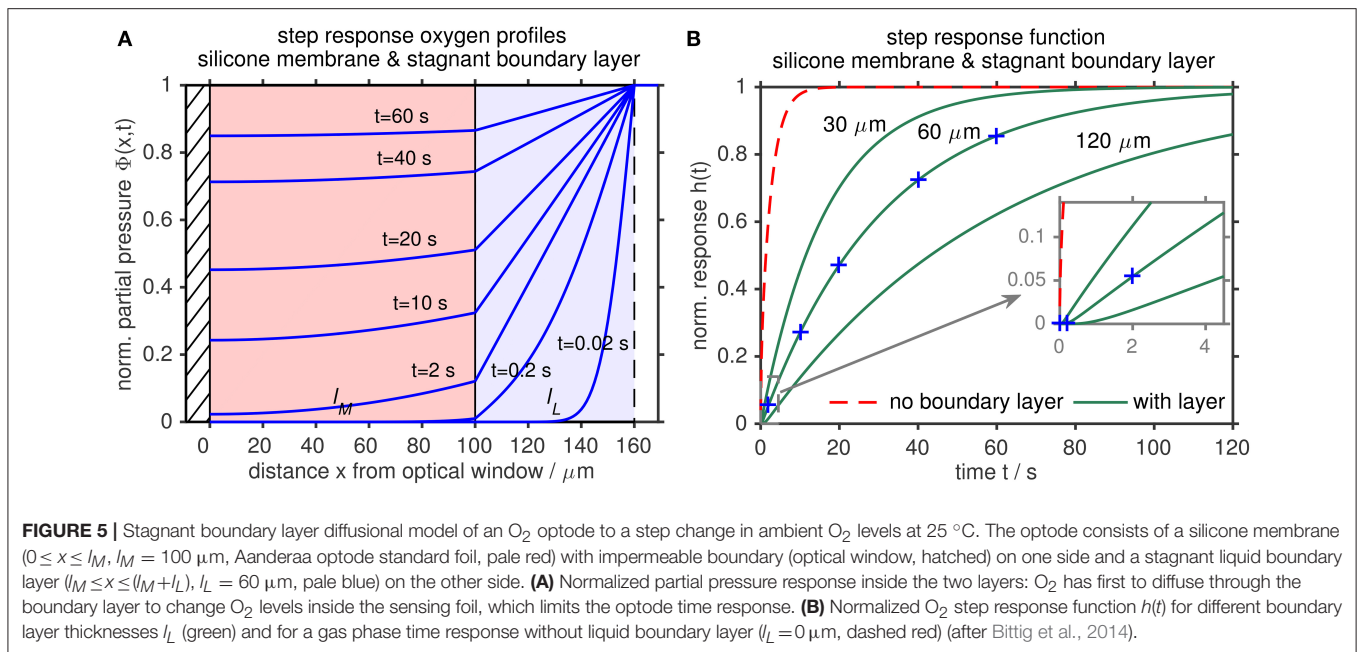 A
step response oxygen profiles
silicone membrane & stagnant boundary layer
norm. partial pressure Φ(x,t)
1
0.8
0.6
0.4
0.2
0
t=60 s
t=40 s
t=20 s
t=10 s
t=2 s
t=0.2 s
t=0.02 s
l_M
l_L
0 20 40 60 80 100 120 140 160
distance x from optical window / μm
B
step response function
silicone membrane & stagnant boundary layer
norm. response h(t)
1
0.8
0.6
0.4
0.2
0
30 μm
60 μm
120 μm
0.1
0.05
0
0 2 4
no boundary layer with layer
0 20 40 60 80 100 120
time t / s
FIGURE 5 | Stagnant boundary layer diffusional model of an O₂ optode to a step change in ambient O₂ levels at 25 °C. The optode consists of a silicone membrane
(0 ≤ x ≤ l_M, l_M = 100 μm, Aanderaa optode standard foil, pale red) with impermeable boundary (optical window, hatched) on one side and a stagnant liquid boundary
layer (l_M ≤ x ≤ (l_M+l_L), l_L = 60 μm, pale blue) on the other side. (A) Normalized partial pressure response inside the two layers: O₂ has first to diffuse through the
boundary layer to change O₂ levels inside the sensing foil, which limits the optode time response. (B) Normalized O₂ step response function h(t) for different boundary
layer thicknesses l_L (green) and for a gas phase time response without liquid boundary layer (l_L = 0 μm, dashed red) (after Bittig et al., 2014).